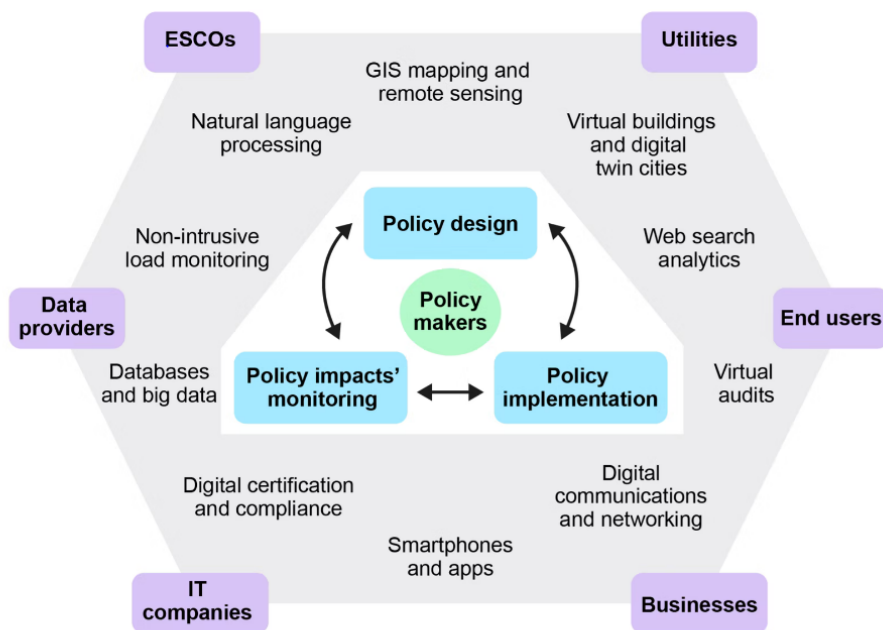 ESCOs
Utilities
GIS mapping and
remote sensing
Natural language
processing
Virtual buildings
and digital
twin cities
Policy design
Non-intrusive
load monitoring
Web search
analytics
Policy
makers
Data
providers
End users
Databases
and big data
Policy impacts’
monitoring
Policy
implementation
Virtual
audits
Digital certification
and compliance
Digital
communications
and networking
Smartphones
and apps
IT
companies
Businesses